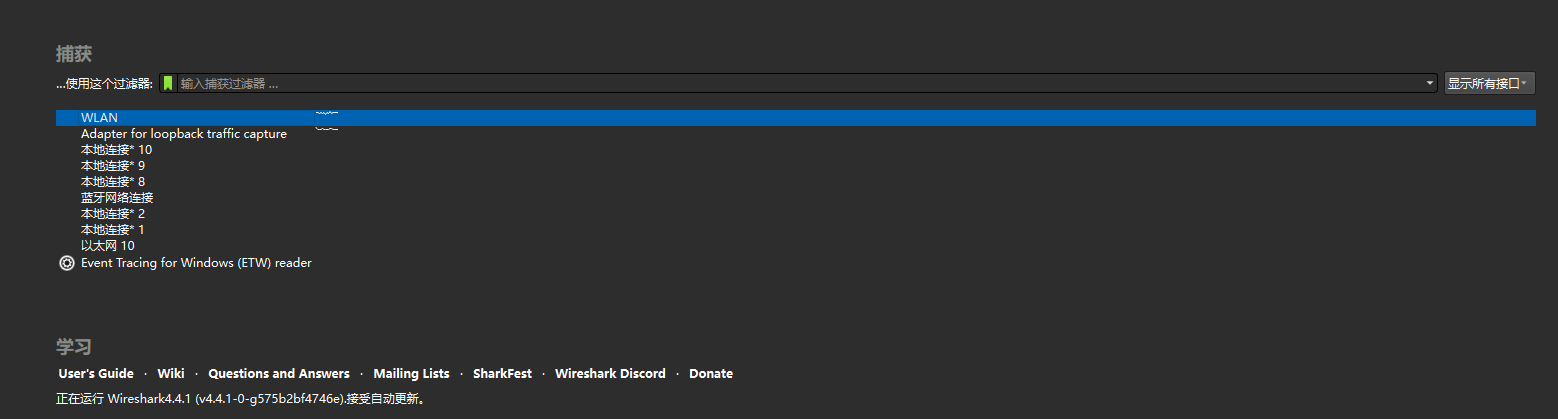 捕获
...使用这个过滤器: 输入捕获过滤器 ... 显示所有接口
WLAN
Adapter for loopback traffic capture
本地连接* 10
本地连接* 9
本地连接* 8
蓝牙网络连接
本地连接* 2
本地连接* 1
以太网 10
Event Tracing for Windows (ETW) reader
学习
User's Guide · Wiki · Questions and Answers · Mailing Lists · SharkFest · Wireshark Discord · Donate
正在运行 Wireshark4.4.1 (v4.4.1-0-g575b2bf4746e).接受自动更新。